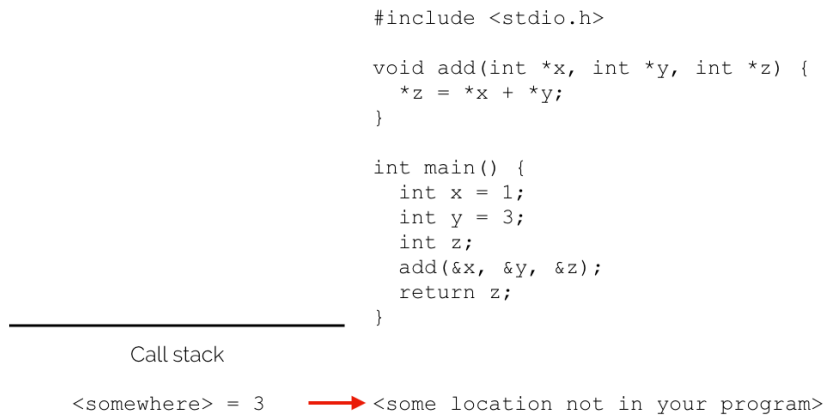 #include <stdio.h>
void add(int *x, int *y, int *z) {
*z = *x + *y;
}
int main() {
int x = 1;
int y = 3;
int z;
add(&x, &y, &z);
return z;
}
Call stack
<somewhere> = 3
<some location not in your program>